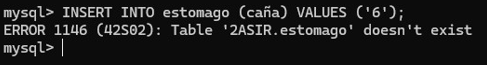 mysql> INSERT INTO estomago (caña) VALUES ('6');
ERROR 1146 (42S02): Table '2ASIR.estomago' doesn't exist
mysql>